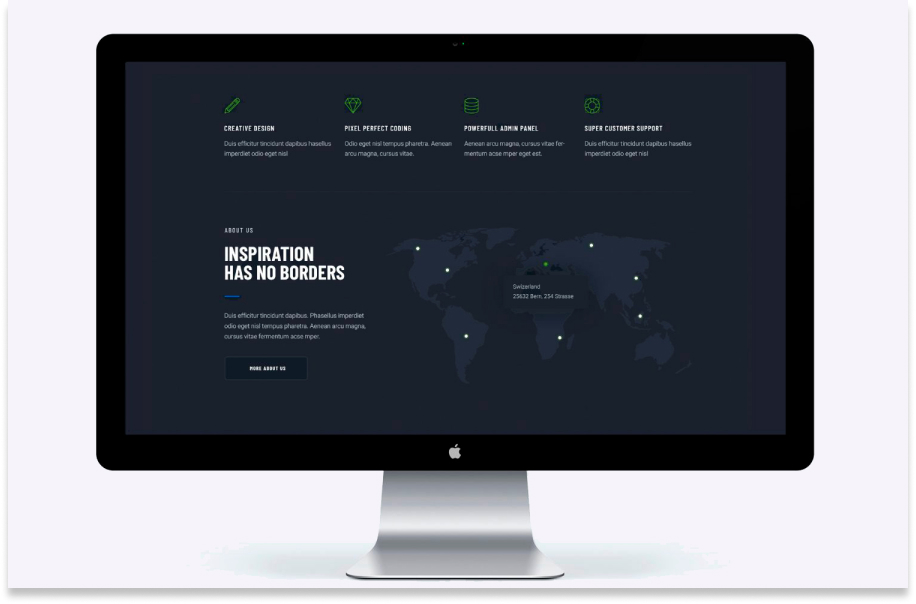 CREATIVE DESIGN
Duis efficitur tincidunt dapibus hasellus
imperdiet odio eget nisl
PIXEL PERFECT CODING
Odio eget nisl tempus pharetra. Aenean
arcu magna, cursus vitae.
POWERFULL ADMIN PANEL
Aenean arcu magna, cursus vitae fer-
mentum acse mper eget est.
SUPER CUSTOMER SUPPORT
Duis efficitur tincidunt dapibus hasellus
imperdiet odio eget nisl
ABOUT US
INSPIRATION
HAS NO BORDERS
Duis efficitur tincidunt dapibus. Phasellus imperdiet
odio eget nisl tempus pharetra. Aenean arcu magna,
cursus vitae fermentum acse mper.
MORE ABOUT US
Swizerland
25632 Bern, 254 Strasse